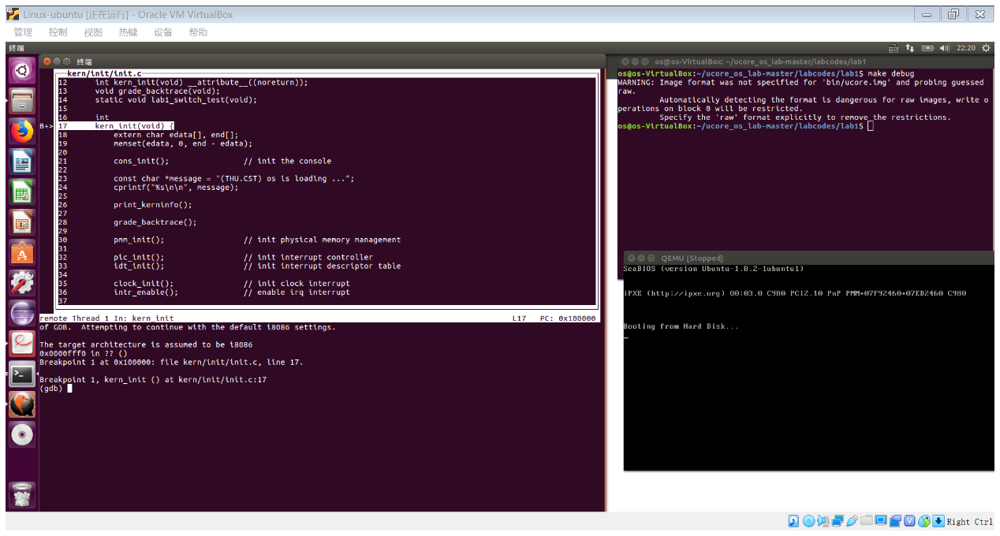 Linux-ubuntu [正在运行] - Oracle VM VirtualBox
管理 控制 视图 热键 设备 帮助
终端 22:20
终端
kern/init/init.c
12 int kern_init(void) __attribute__((noreturn));
13 void grade_backtrace(void);
14 static void lab1_switch_test(void);
15
16 int
B+> 17 kern_init(void) {
18 extern char edata[], end[];
19 memset(edata, 0, end - edata);
20
21 cons_init(); // init the console
22
23 const char *message = "(THU.CST) os is loading ...";
24 cprintf("%s\n\n", message);
25
26 print_kerninfo();
27
28 grade_backtrace();
29
30 pmm_init(); // init physical memory management
31
32 pic_init(); // init interrupt controller
33 idt_init(); // init interrupt descriptor table
34
35 clock_init(); // init clock interrupt
36 intr_enable(); // enable irq interrupt
37
remote Thread 1 In: kern_init L17 PC: 0x100000
of GDB. Attempting to continue with the default i8086 settings.
The target architecture is assumed to be i8086
0x0000fff0 in ?? ()
Breakpoint 1 at 0x100000: file kern/init/init.c, line 17.
Breakpoint 1, kern_init () at kern/init/init.c:17
(gdb)
os@os-VirtualBox: ~/ucore_os_lab-master/labcodes/lab1
os@os-VirtualBox:~/ucore_os_lab-master/labcodes/lab1$ make debug
WARNING: Image format was not specified for 'bin/ucore.img' and probing guessed
raw.
Automatically detecting the format is dangerous for raw images, write o
perations on block 0 will be restricted.
Specify the 'raw' format explicitly to remove the restrictions.
os@os-VirtualBox:~/ucore_os_lab-master/labcodes/lab1$
QEMU [Stopped]
SeaBIOS (version Ubuntu-1.8.2-1ubuntu1)
iPXE (http://ipxe.org) 00:03.0 C980 PCI2.10 PnP PMM+07F92460+07ED2460 C980
Booting from Hard Disk...
Right Ctrl